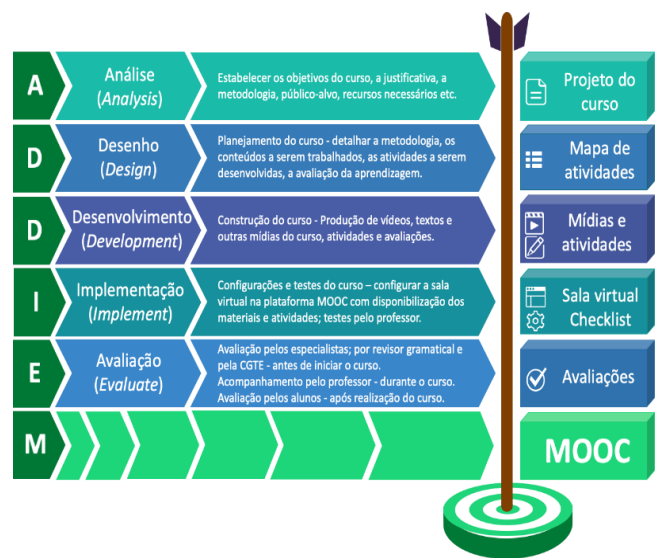 A
Análise
(Analysis)
Estabelecer os objetivos do curso, a justificativa, a
metodologia, público-alvo, recursos necessários etc.
Projeto do
curso
D
Desenho
(Design)
Planejamento do curso - detalhar a metodologia, os
conteúdos a serem trabalhados, as atividades a serem
desenvolvidas, a avaliação da aprendizagem.
Mapa de
atividades
D
Desenvolvimento
(Development)
Construção do curso - Produção de vídeos, textos e
outras mídias do curso, atividades e avaliações.
Mídias e
atividades
I
Implementação
(Implement)
Configurações e testes do curso – configurar a sala
virtual na plataforma MOOC com disponibilização dos
materiais e atividades; testes pelo professor.
Sala virtual
Checklist
E
Avaliação
(Evaluate)
Avaliação pelos especialistas; por revisor gramatical e
pela CGTE - antes de iniciar o curso.
Acompanhamento pelo professor - durante o curso.
Avaliação pelos alunos - após realização do curso.
Avaliações
M
MOOC